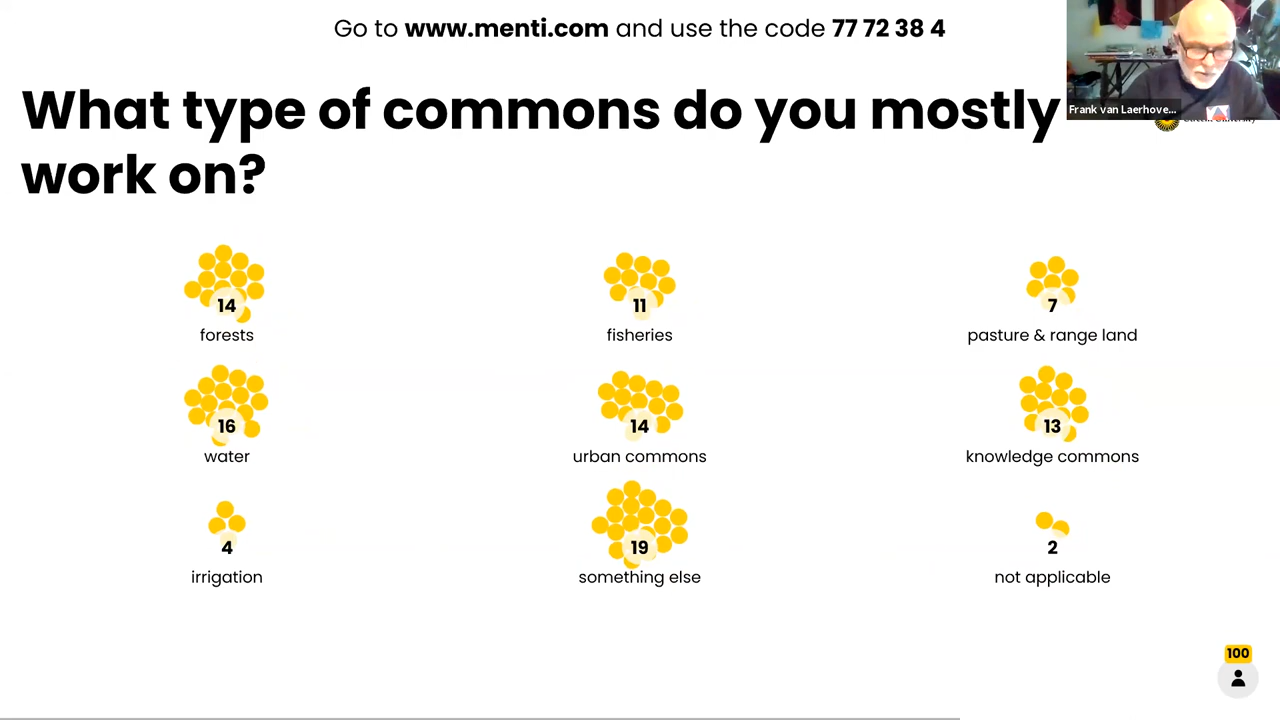 Go to www.menti.com and use the code 77 72 38 4
What type of commons do you mostly
work on?
Frank van Laerhove...
14
forests
11
fisheries
7
pasture & range land
16
water
14
urban commons
13
knowledge commons
4
irrigation
19
something else
2
not applicable
100